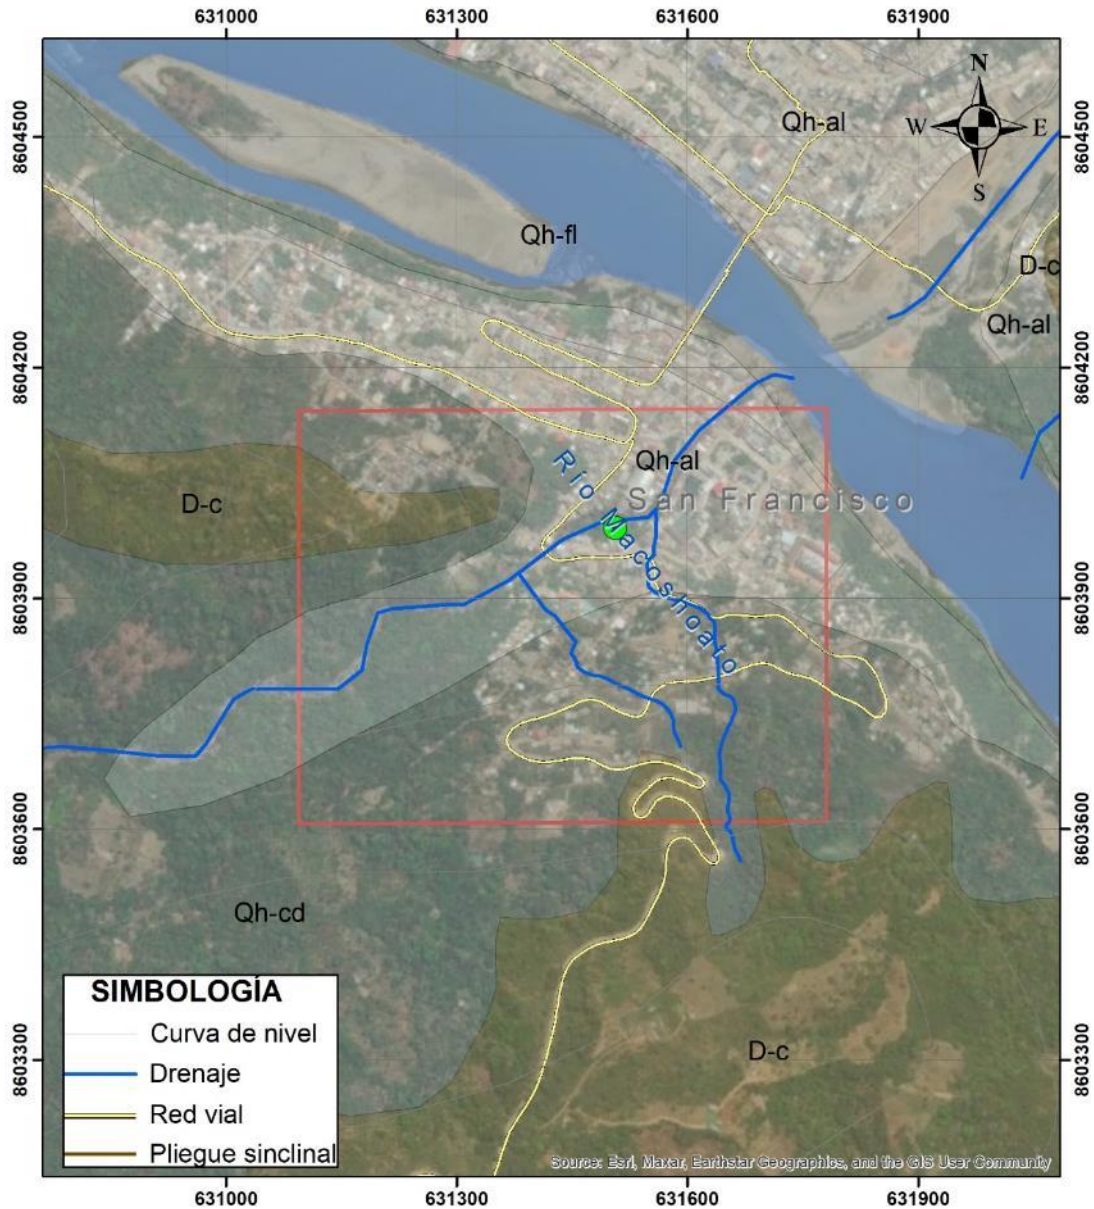 631000 631300 631600 631900
N
W E
S
8604500 8604500
Qh-al
Qh-fl
D-c
Qh-al
8604200 8604200
Qh-al
San Francisco
D-c
Río Macoshoato
8603900 8603900
8603600 8603600
Qh-cd
SIMBOLOGÍA
Curva de nivel
Drenaje
Red vial
Pliegue sinclinal
D-c
8603300 8603300
Source: Esri, Maxar, Earthstar Geographics, and the GIS User Community
631000 631300 631600 631900